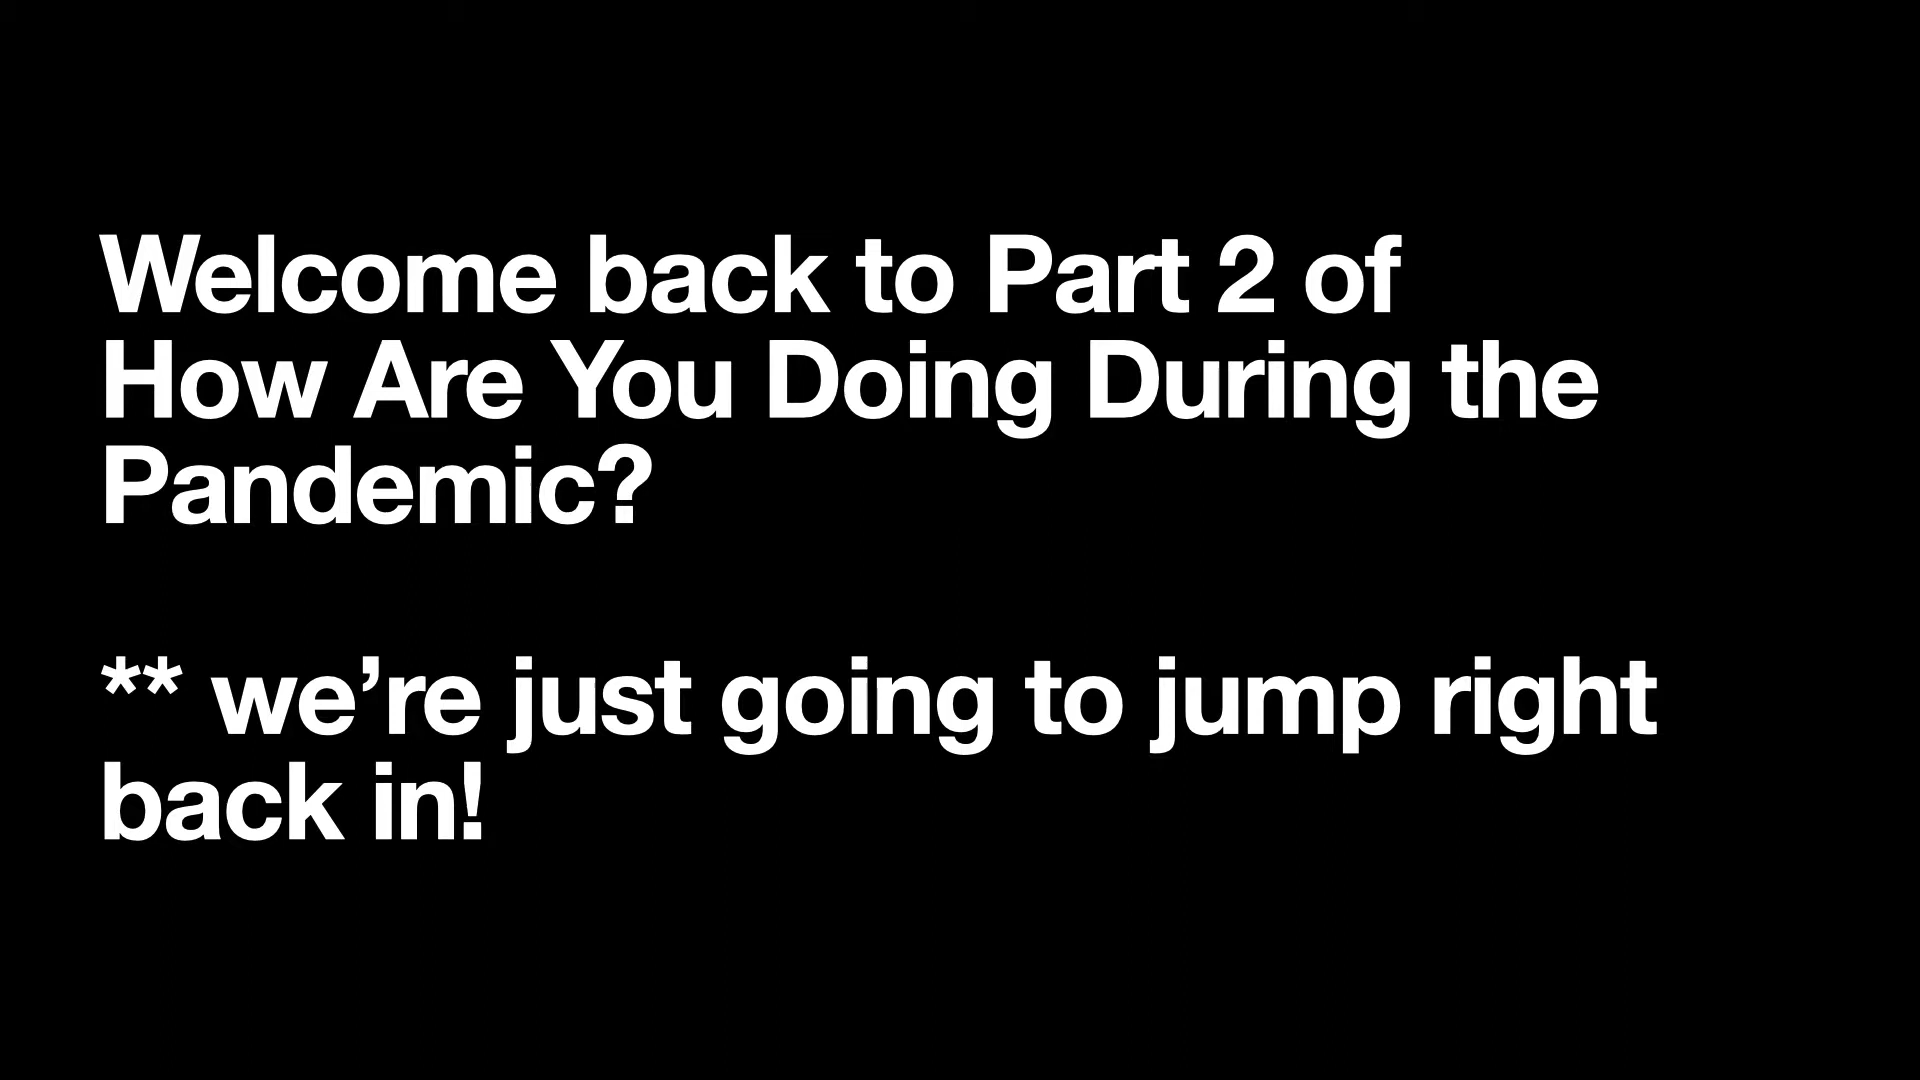 Welcome back to Part 2 of
How Are You Doing During the
Pandemic?
** we’re just going to jump right
back in!